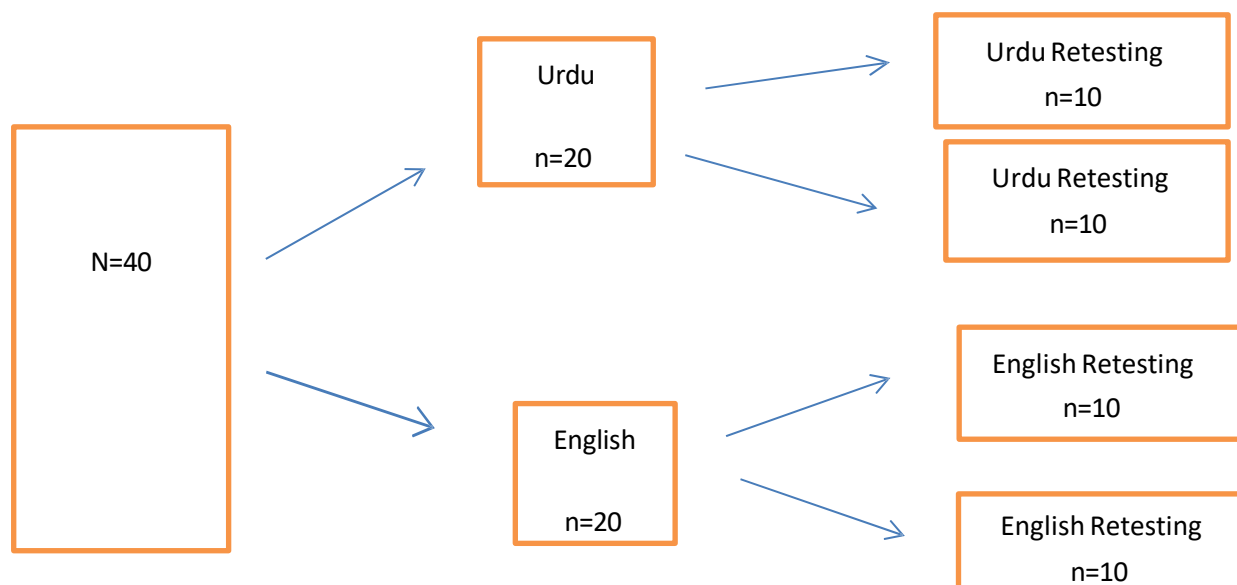 N=40
Urdu
n=20
Urdu Retesting
n=10
Urdu Retesting
n=10
English
n=20
English Retesting
n=10
English Retesting
n=10